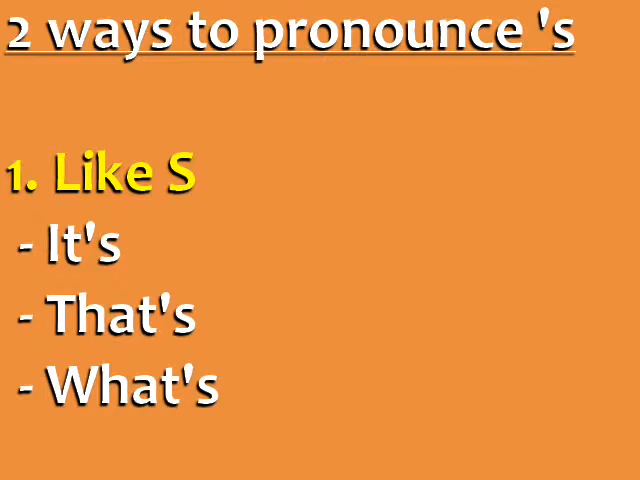 2 ways to pronounce 's
1. Like S
- It's
- That's
- What's